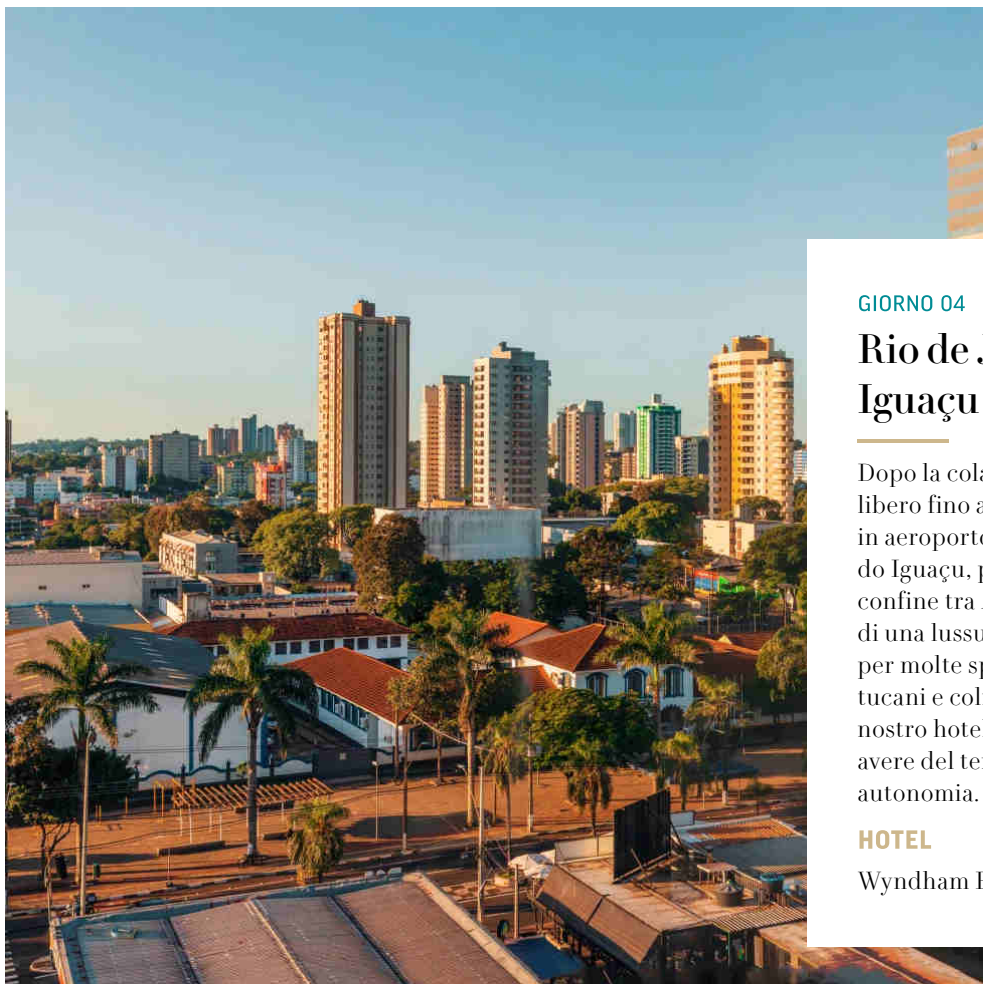 GIORNO 04
Rio de J
Iguaçu
Dopo la cola
libero fino a
in aeroporto
do Iguaçu, p
confine tra
di una lussu
per molte sp
tucani e coli
nostro hotel
avere del te
autonomia.
HOTEL
Wyndham